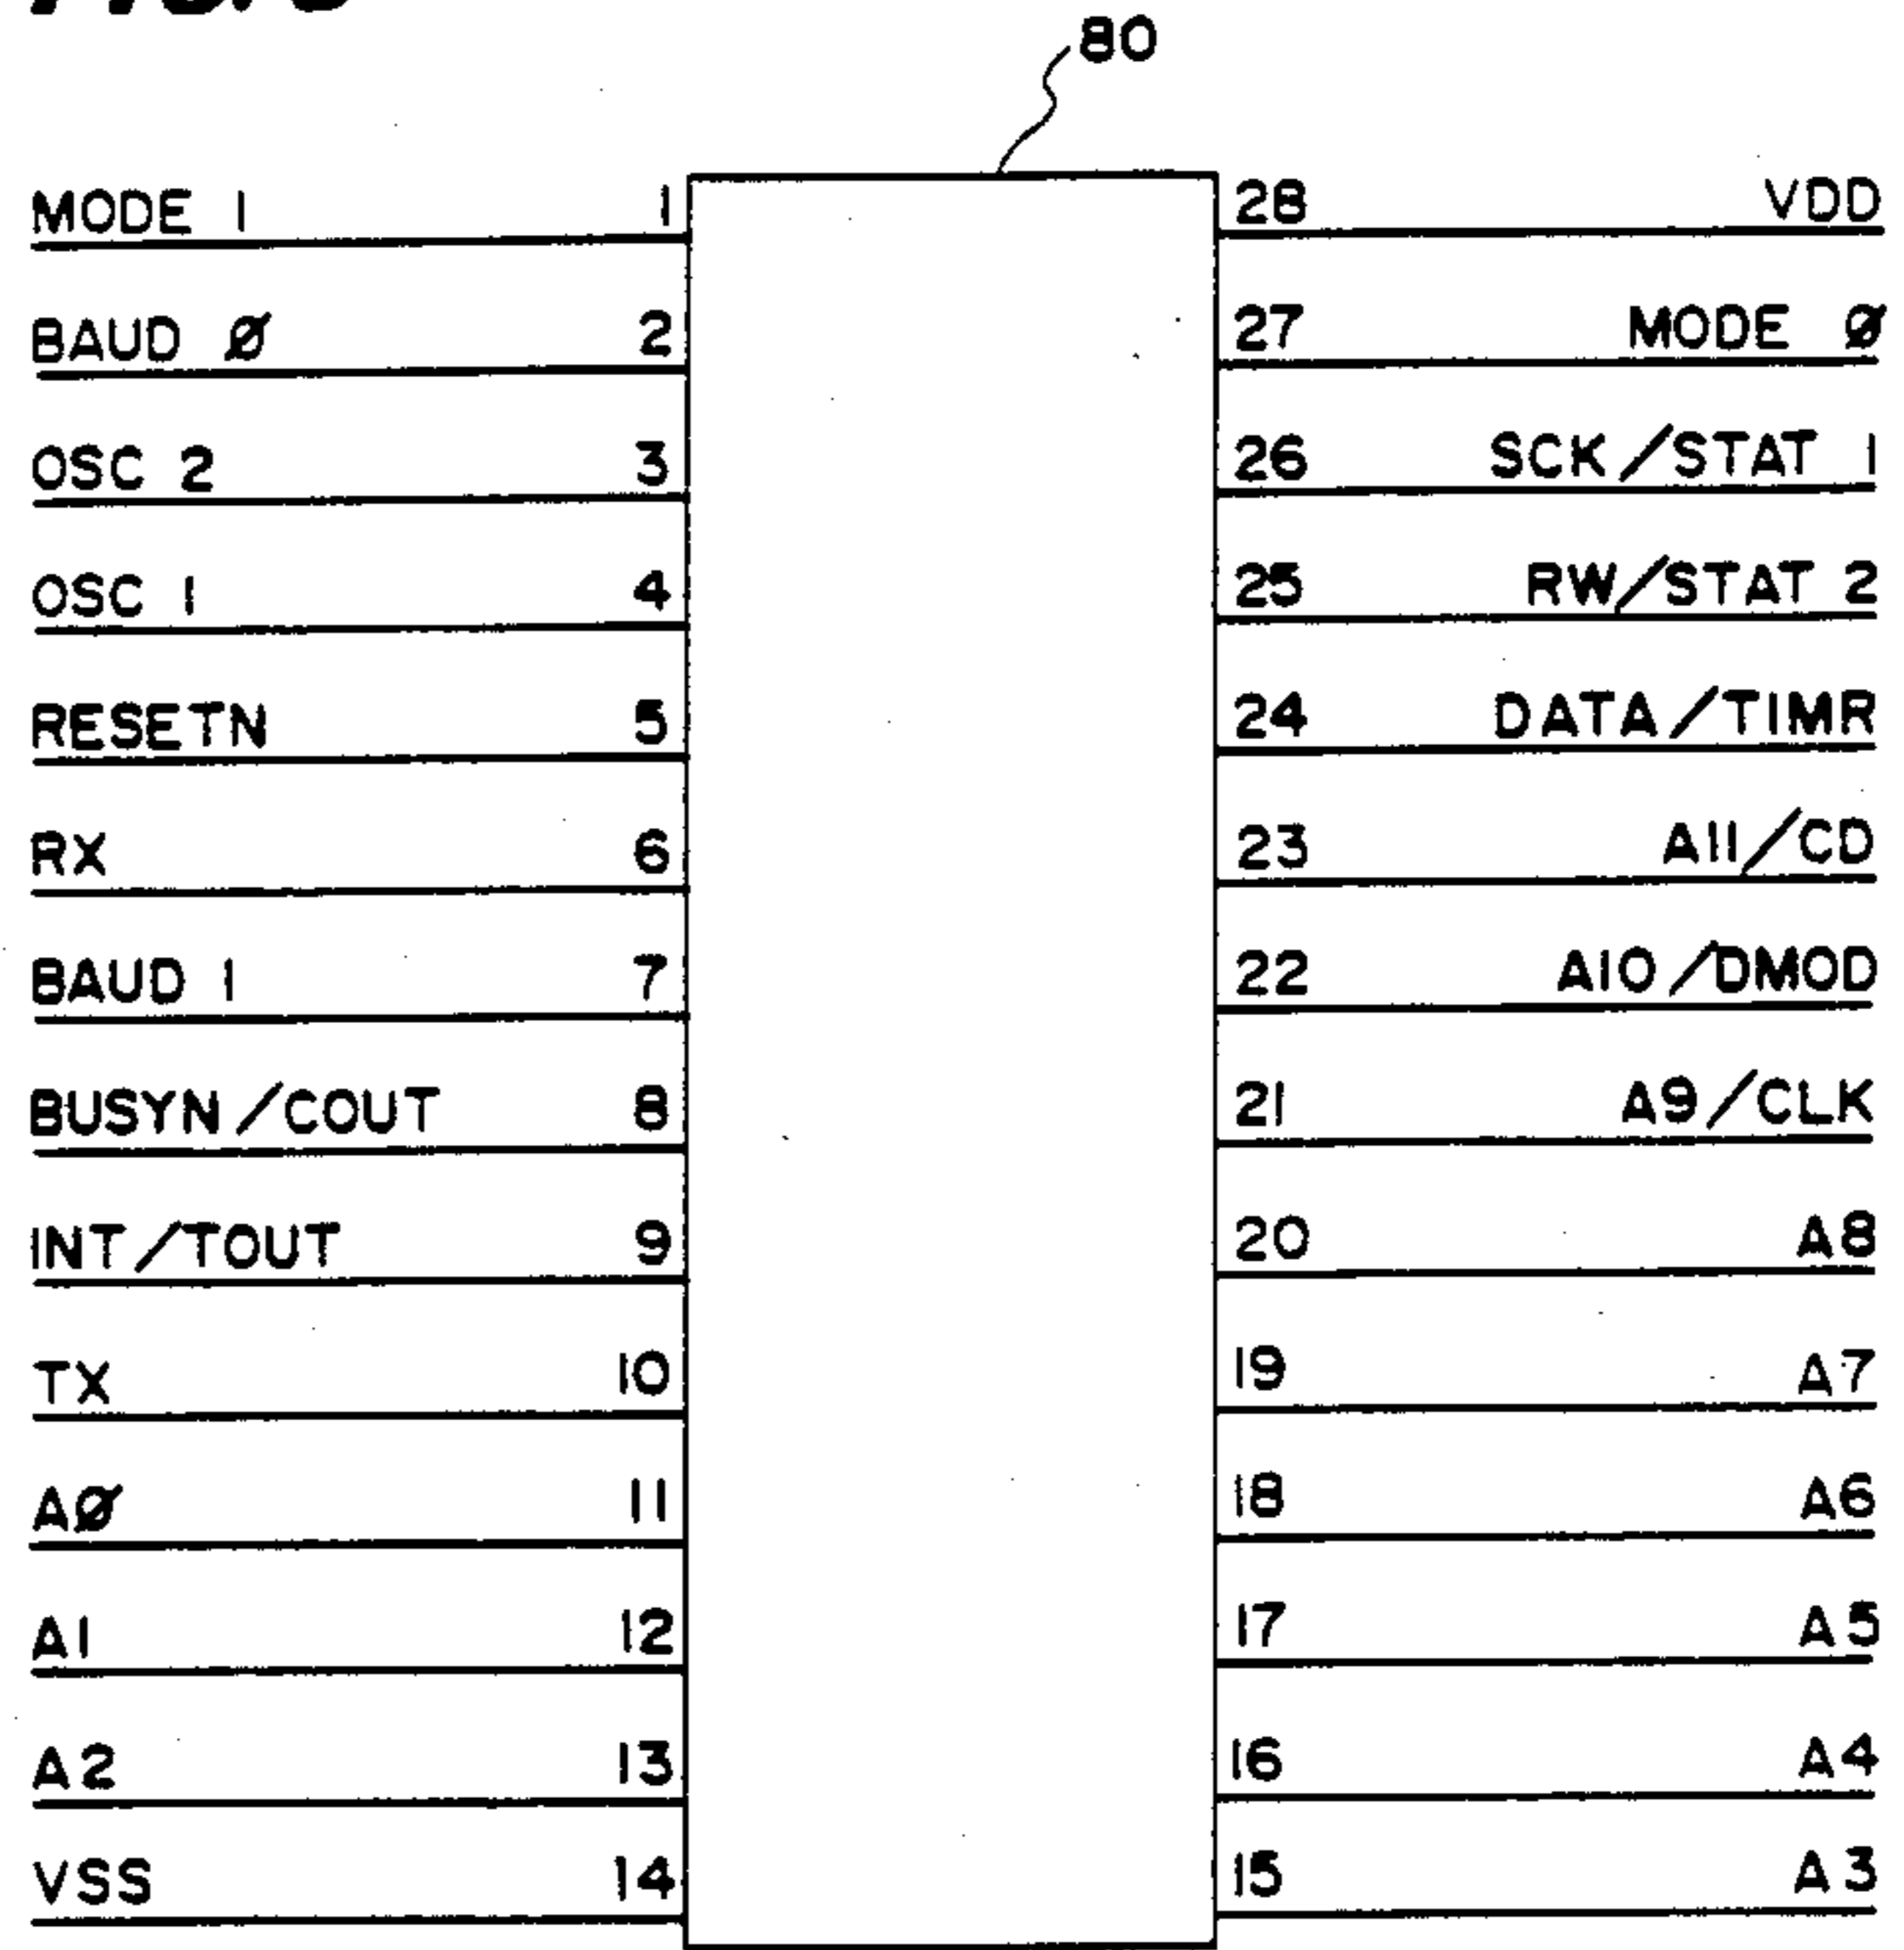 80
MODE 1 1 28 VDD
BAUD Ø 2 27 MODE Ø
OSC 2 3 26 SCK/STAT 1
OSC 1 4 25 RW/STAT 2
RESETN 5 24 DATA/TIMR
RX 6 23 A11/CD
BAUD 1 7 22 A10/DMOD
BUSYN/COUT 8 21 A9/CLK
INT/TOUT 9 20 A8
TX 10 19 A7
AØ 11 18 A6
A1 12 17 A5
A2 13 16 A4
VSS 14 15 A3